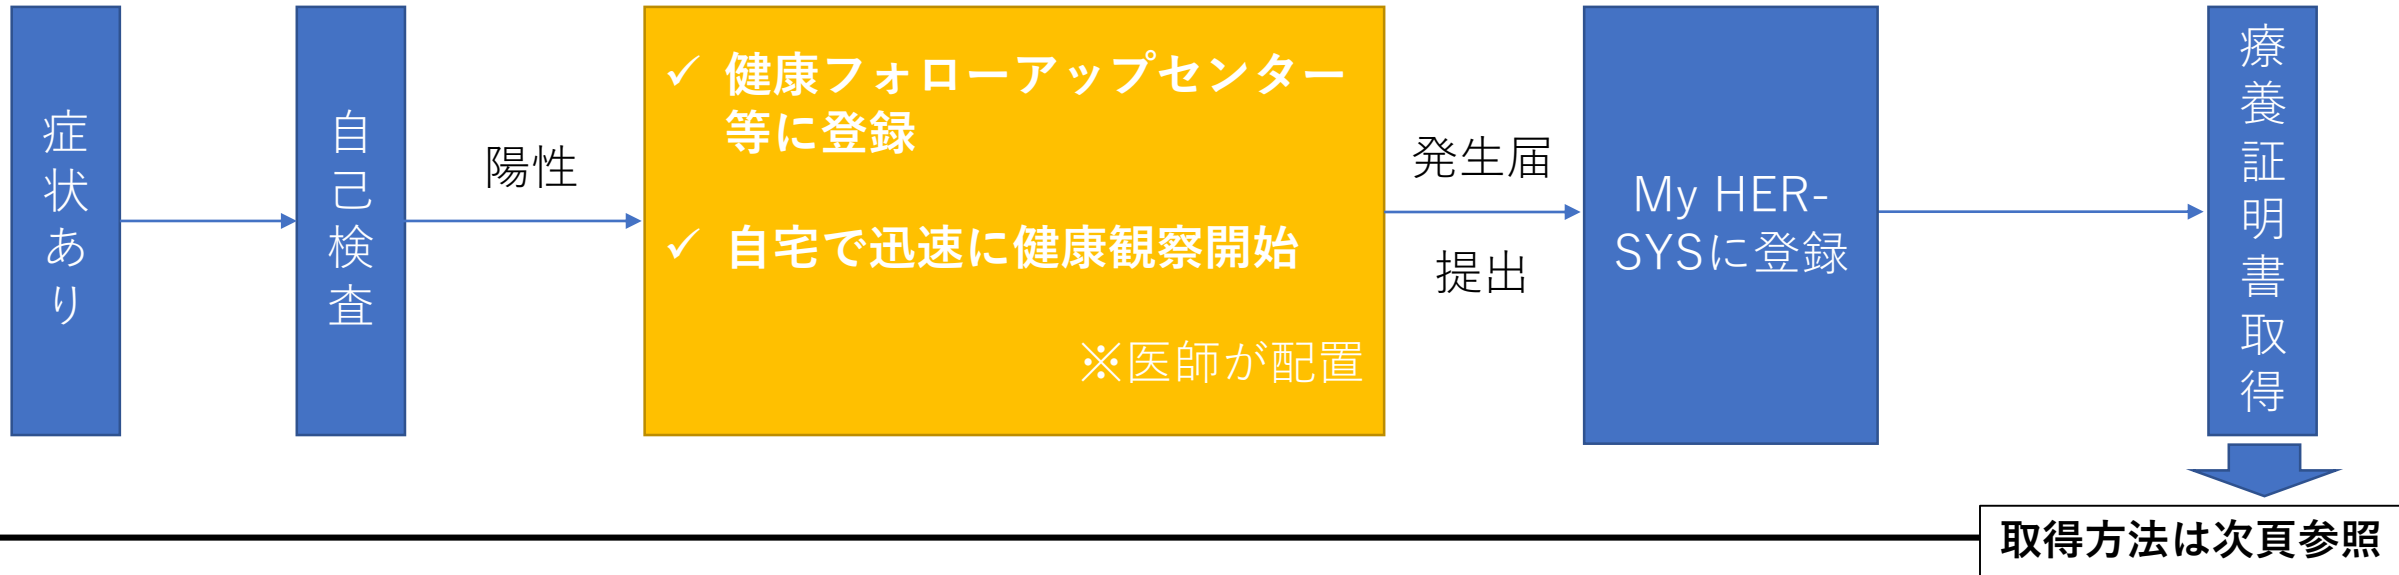 症状あり
自己検査
陽性
✓ 健康フォローアップセンター
等に登録
✓ 自宅で迅速に健康観察開始
※医師が配置
発生届
提出
My HER-
SYSに登録
療養証明書取得
取得方法は次頁参照